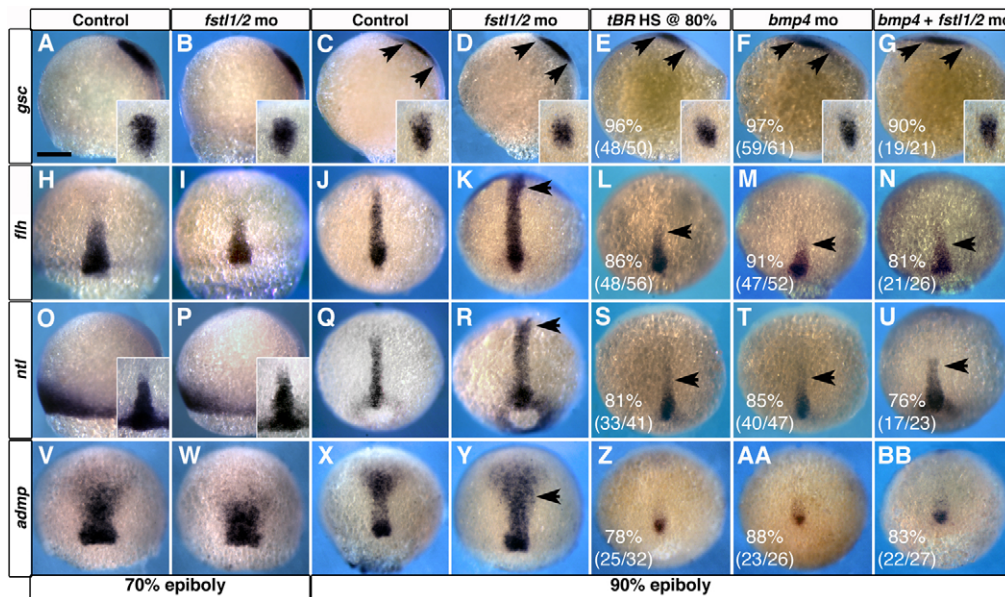 Control fstl1/2 mo Control fstl1/2 mo tBR HS @ 80% bmp4 mo bmp4 + fstl1/2 mo
gsc
A B C D E F G
96% 97% 90%
(48/50) (59/61) (19/21)
flh
H I J K L M N
86% 91% 81%
(48/56) (47/52) (21/26)
ntl
O P Q R S T U
81% 85% 76%
(33/41) (40/47) (17/23)
admp
V W X Y Z AA BB
78% 88% 83%
(25/32) (23/26) (22/27)
70% epiboly 90% epiboly